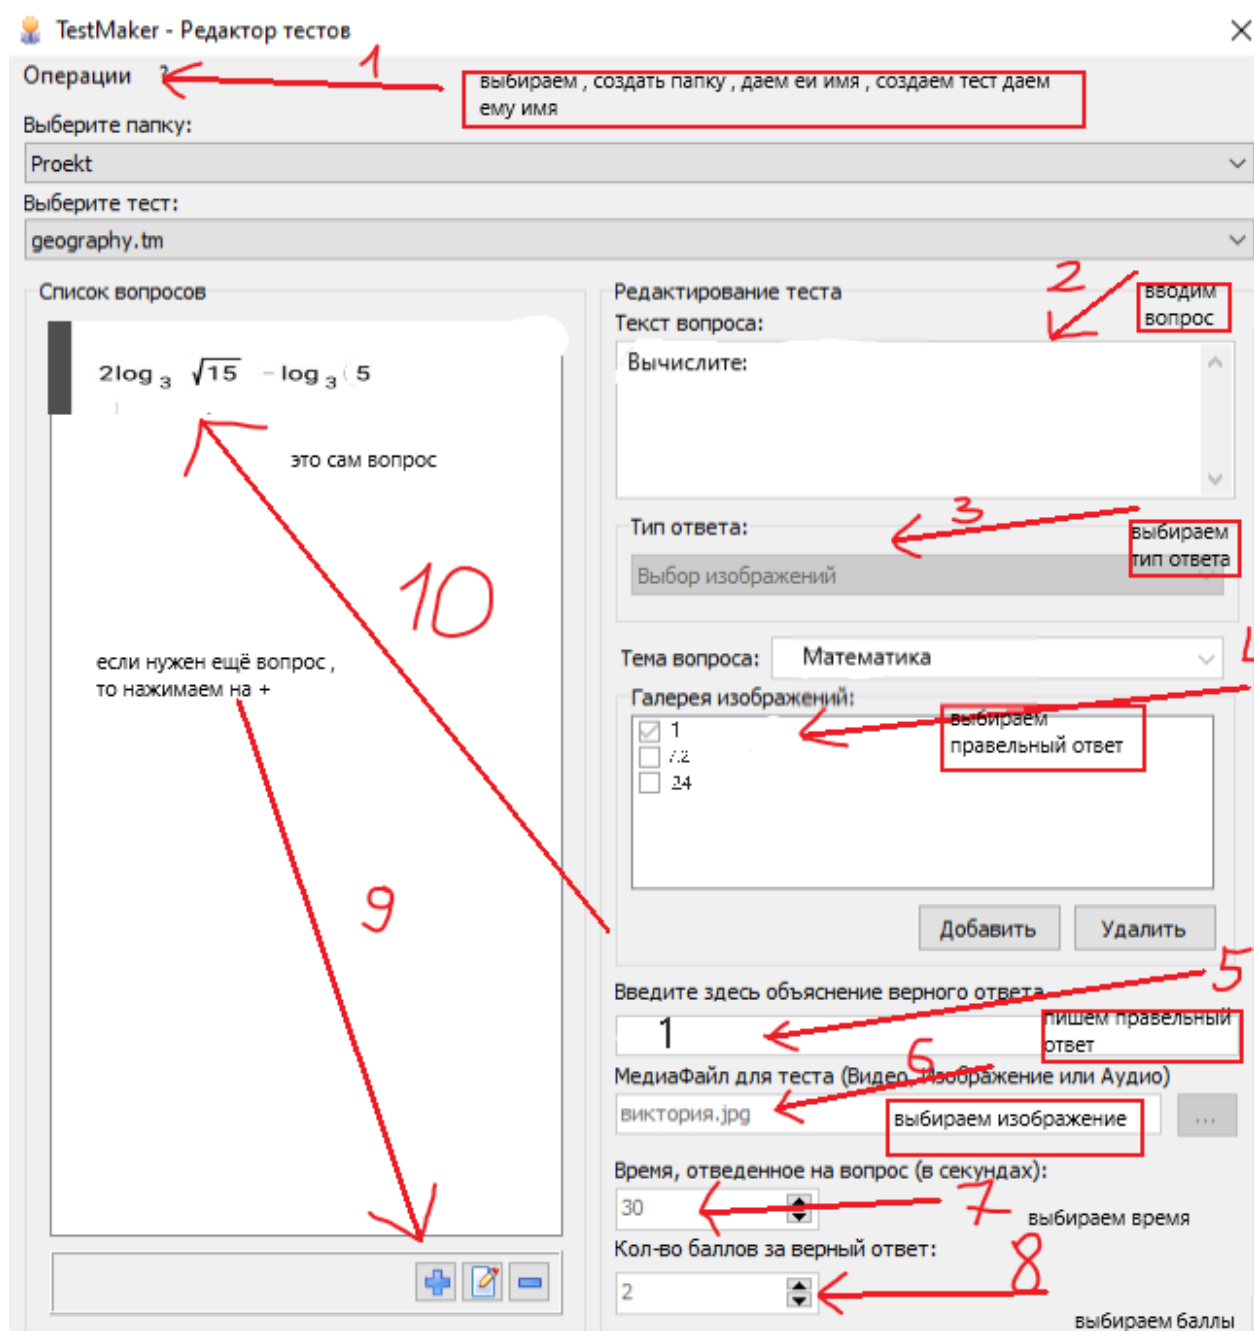 TestMaker - Редактор тестов
Операции ?
1
выбираем , создать папку , даем ей имя , создаем тест даем
ему имя
Выберите папку:
Proekt
Выберите тест:
geography.tm
Список вопросов
2log 3 √15 - log 3 ( 5
это сам вопрос
10
если нужен ещё вопрос ,
то нажимаем на +
9
Редактирование теста
2
вводим
вопрос
Текст вопроса:
Вычислите:
3
Тип ответа:
выбираем
тип ответа
Выбор изображений
Тема вопроса: Математика
Галерея изображений:
выбираем
правельный ответ
1
24
Добавить Удалить
5
Введите здесь объяснение верного ответа
1
пишем правельный
ответ
6
МедиаФайл для теста (Видео, Изображение или Аудио)
виктория.jpg
выбираем изображение
...
Время, отведенное на вопрос (в секундах):
30
7
выбираем время
Кол-во баллов за верный ответ:
2
8
выбираем баллы